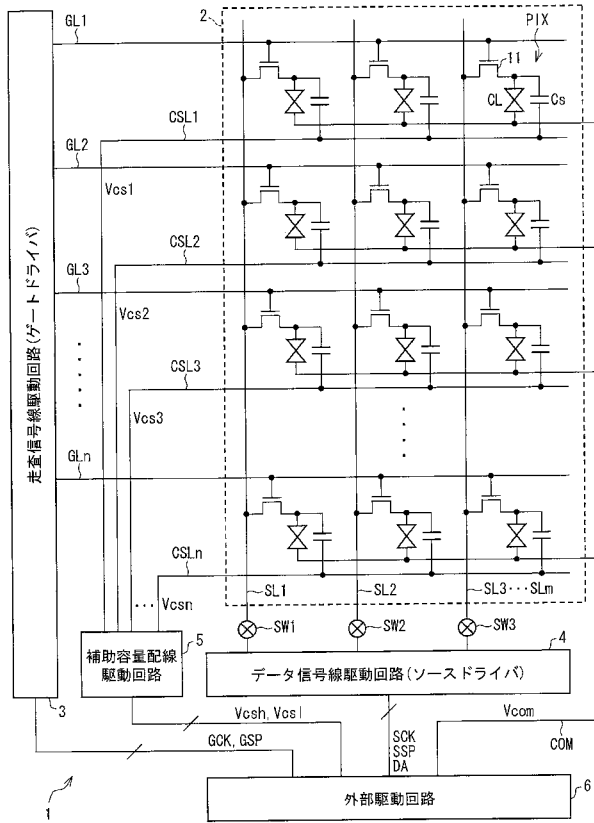 GL1
2
PIX
11
CL
Cs
CSL1
GL2
Vcs1
CSL2
GL3
Vcs2
CSL3
Vcs3
GLn
CSLn
Vcsn
走査信号線駆動回路(ゲートドライバ)
SL1
SL2
SL3···SLm
SW1
SW2
SW3
5
4
補助容量配線
駆動回路
データ信号線駆動回路(ソースドライバ)
3
Vcsh, Vcsl
Vcom
GCK, GSP
SCK
SSP
DA
COM
1
外部駆動回路
6